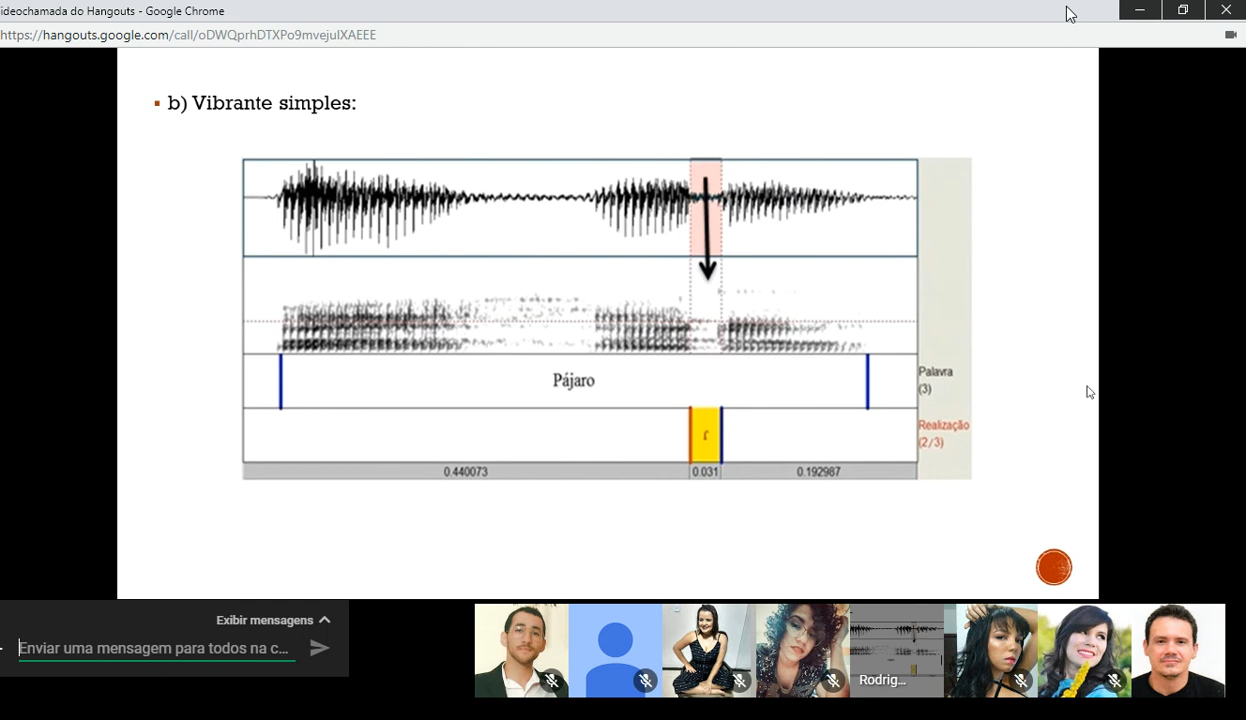 ideochamada do Hangouts - Google Chrome
https://hangouts.google.com/call/oDWQprhDTXPo9mvejuIXAEEE
▪ b) Vibrante simples:
Pájaro
Palavra
(3)
ɾ
Realização
(2/3)
0.440073 0.031 0.192987
Exibir mensagens
Enviar uma mensagem para todos na c...
Rodrig...